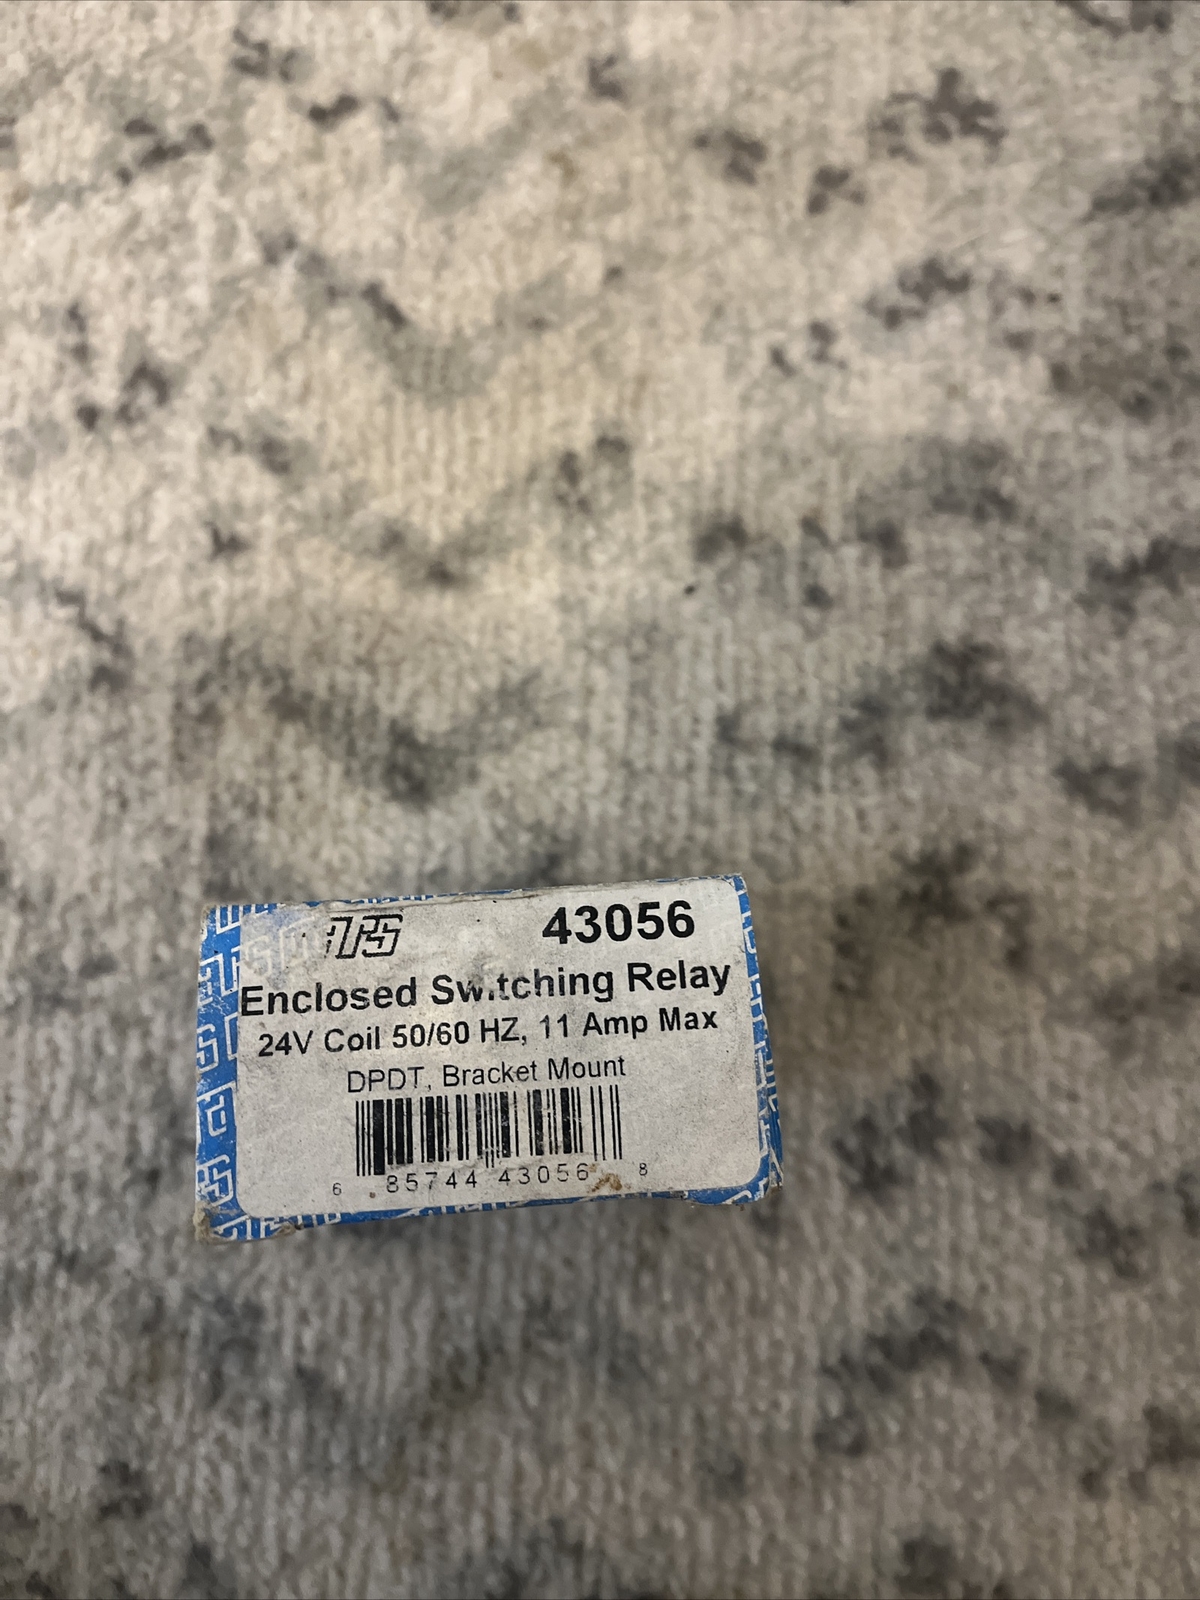 43056
Enclosed Switching Relay
24V Coil 50/60 HZ, 11 Amp Max
DPDT, Bracket Mount
6 85744 43056 8